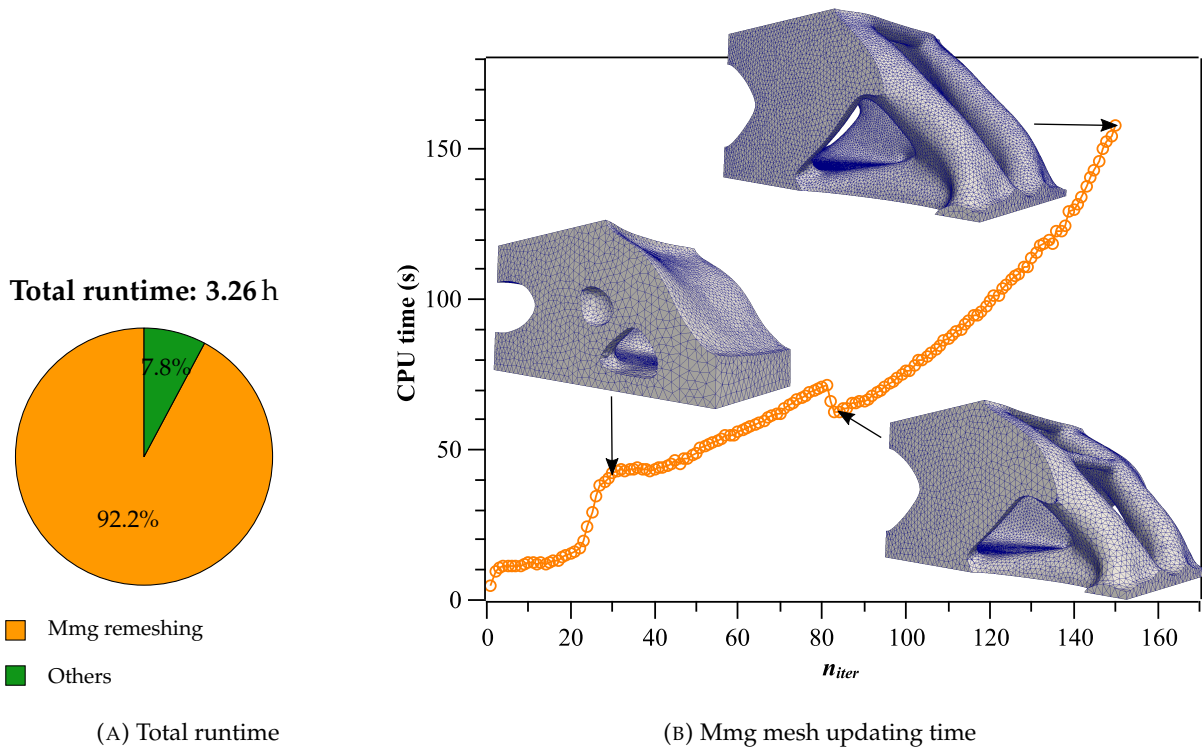 Total runtime: 3.26 h
7.8%
92.2%
Mmg remeshing
Others
(A) Total runtime
CPU time (s)
150
100
50
0
0 20 40 60 80 100 120 140 160
n_iter
(B) Mmg mesh updating time